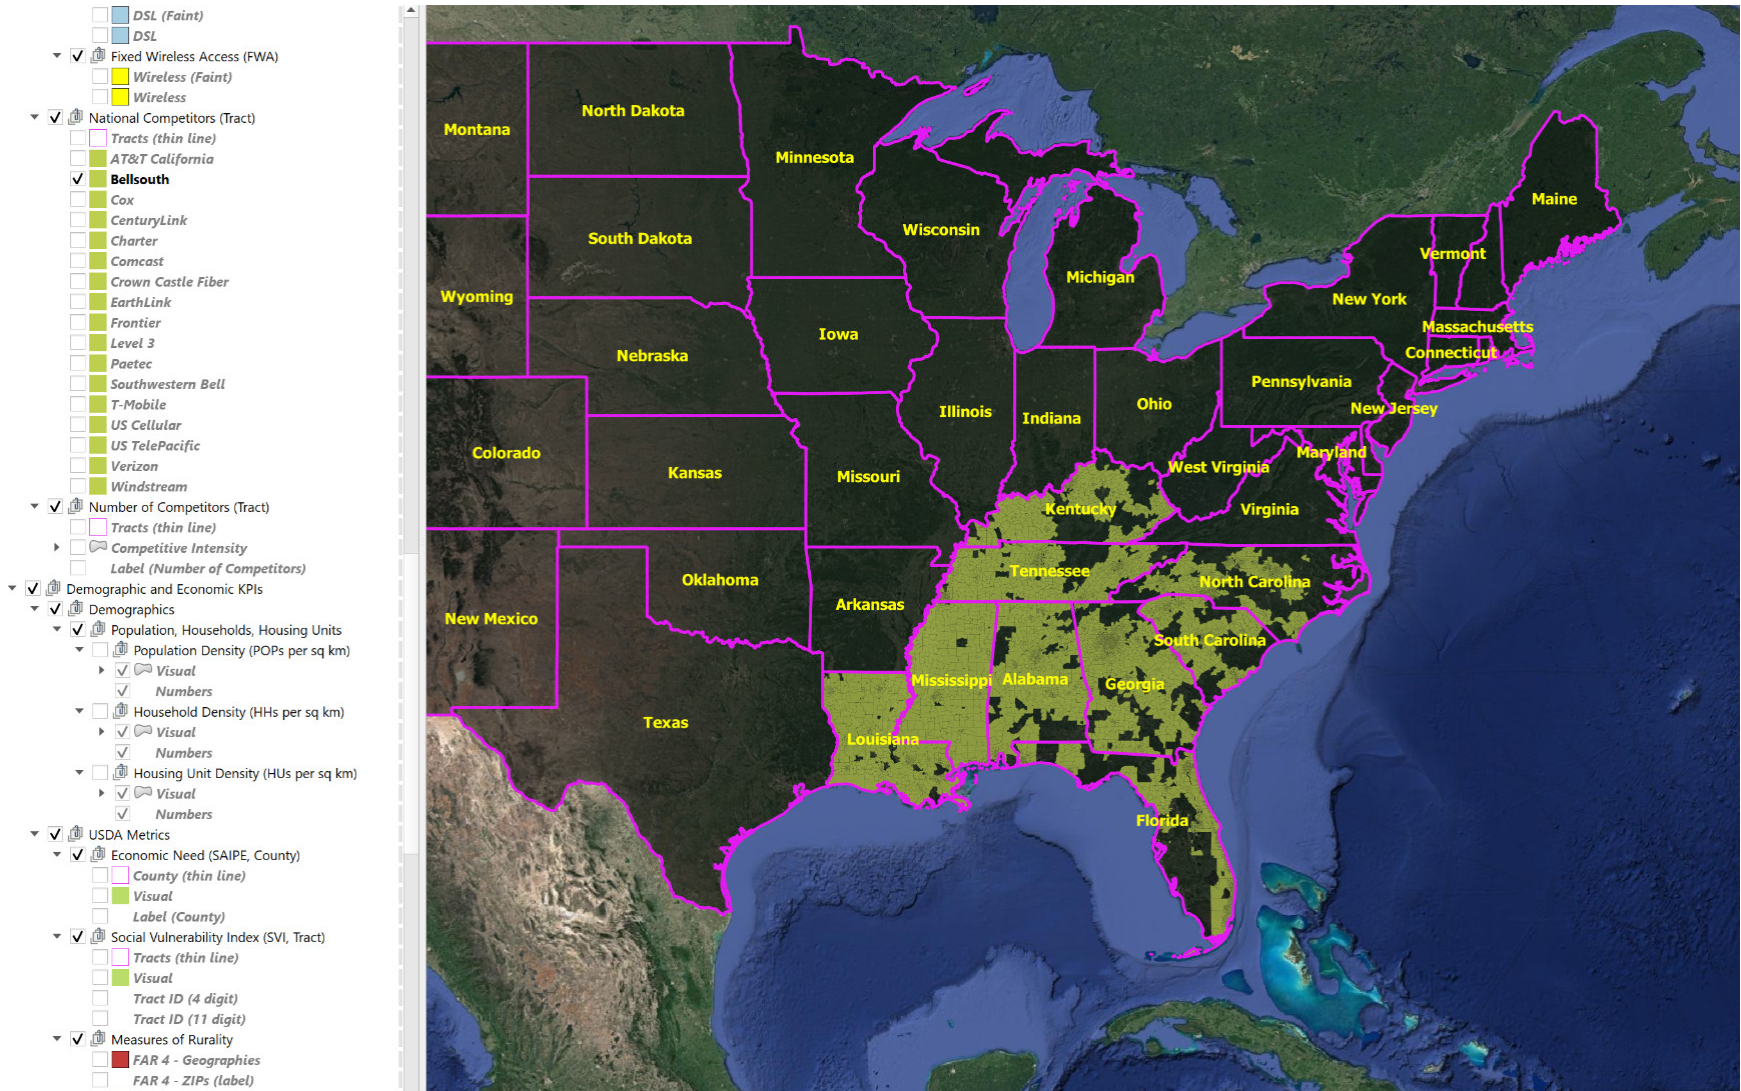 DSL (Faint)
DSL
Fixed Wireless Access (FWA)
Wireless (Faint)
Wireless
National Competitors (Tract)
Tracts (thin line)
AT&T California
Bellsouth
Cox
CenturyLink
Charter
Comcast
Crown Castle Fiber
EarthLink
Frontier
Level 3
Paetec
Southwestern Bell
T-Mobile
US Cellular
US TelePacific
Verizon
Windstream
Number of Competitors (Tract)
Tracts (thin line)
Competitive Intensity
Label (Number of Competitors)
Demographic and Economic KPIs
Demographics
Population, Households, Housing Units
Population Density (POPs per sq km)
Visual
Numbers
Household Density (HHs per sq km)
Visual
Numbers
Housing Unit Density (HUs per sq km)
Visual
Numbers
USDA Metrics
Economic Need (SAIPE, County)
County (thin line)
Visual
Label (County)
Social Vulnerability Index (SVI, Tract)
Tracts (thin line)
Visual
Tract ID (4 digit)
Tract ID (11 digit)
Measures of Rurality
FAR 4 - Geographies
FAR 4 - ZIPs (label)
Montana
North Dakota
Minnesota
Maine
Wisconsin
South Dakota
Vermont
Michigan
Wyoming
New York
Massachusetts
Iowa
Connecticut
Nebraska
Pennsylvania
Ohio
New Jersey
Illinois
Indiana
Colorado
Maryland
West Virginia
Kansas
Missouri
Kentucky
Virginia
Tennessee
Oklahoma
North Carolina
Arkansas
New Mexico
South Carolina
Mississippi
Alabama
Georgia
Texas
Louisiana
Florida